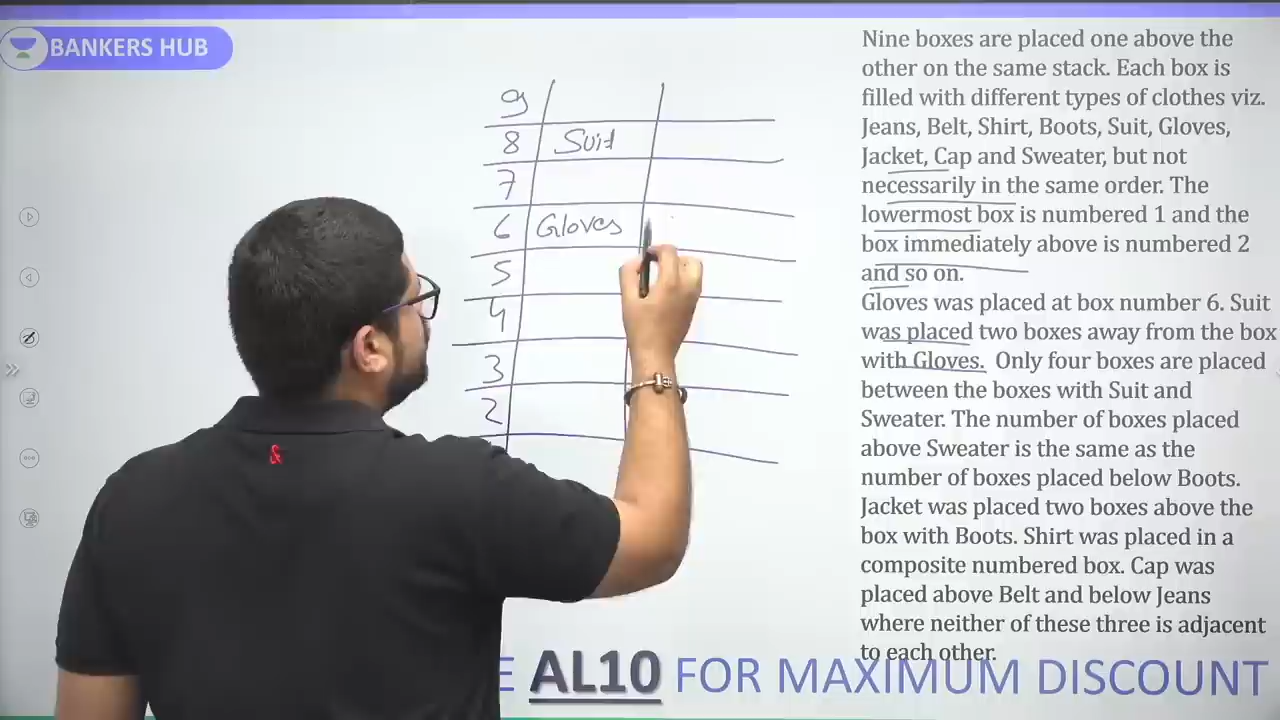 BANKERS HUB
9
8 Suit
7
6 Gloves
5
4
3
2
Nine boxes are placed one above the
other on the same stack. Each box is
filled with different types of clothes viz.
Jeans, Belt, Shirt, Boots, Suit, Gloves,
Jacket, Cap and Sweater, but not
necessarily in the same order. The
lowermost box is numbered 1 and the
box immediately above is numbered 2
and so on.
Gloves was placed at box number 6. Suit
was placed two boxes away from the box
with Gloves. Only four boxes are placed
between the boxes with Suit and
Sweater. The number of boxes placed
above Sweater is the same as the
number of boxes placed below Boots.
Jacket was placed two boxes above the
box with Boots. Shirt was placed in a
composite numbered box. Cap was
placed above Belt and below Jeans
where neither of these three is adjacent
to each other.
E AL10 FOR MAXIMUM DISCOUNT